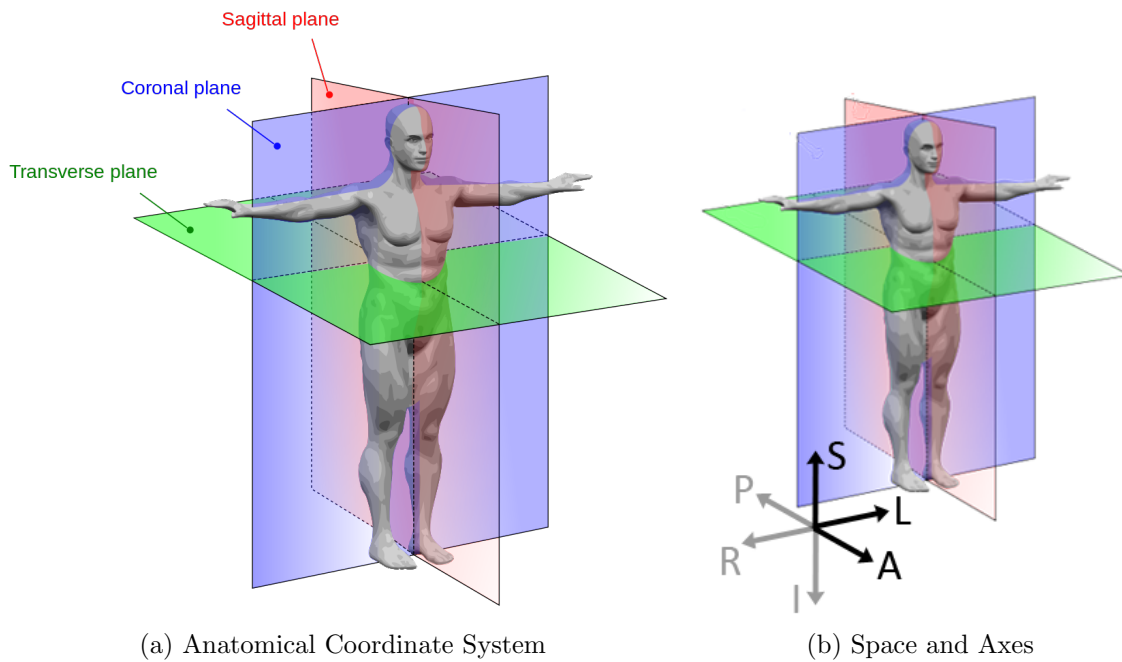 Sagittal plane
Coronal plane
Transverse plane
S
P
L
R
A
I
(a) Anatomical Coordinate System
(b) Space and Axes